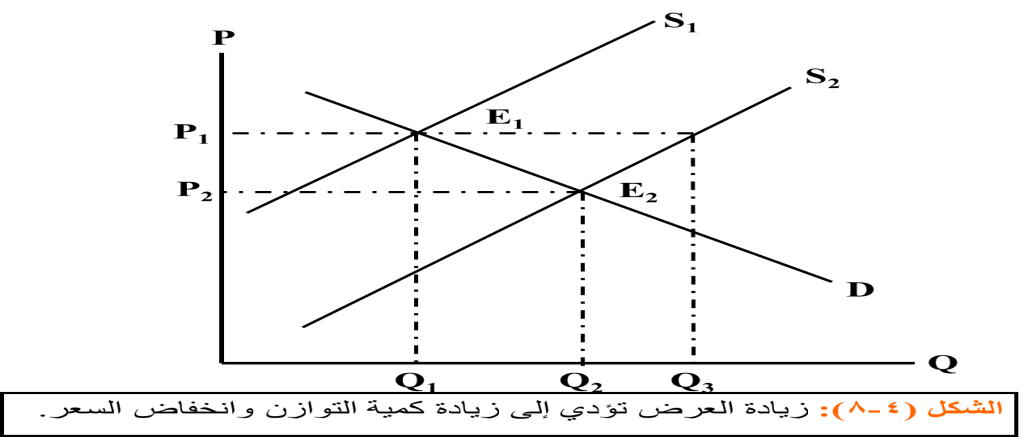 S₁
P
S₂
E₁
P₁
P₂
E₂
D
Q
Q₁ Q₂ Q₃
الشكل (٤-٨): زيادة العرض تؤدي إلى زيادة كمية التوازن وانخفاض السعر.